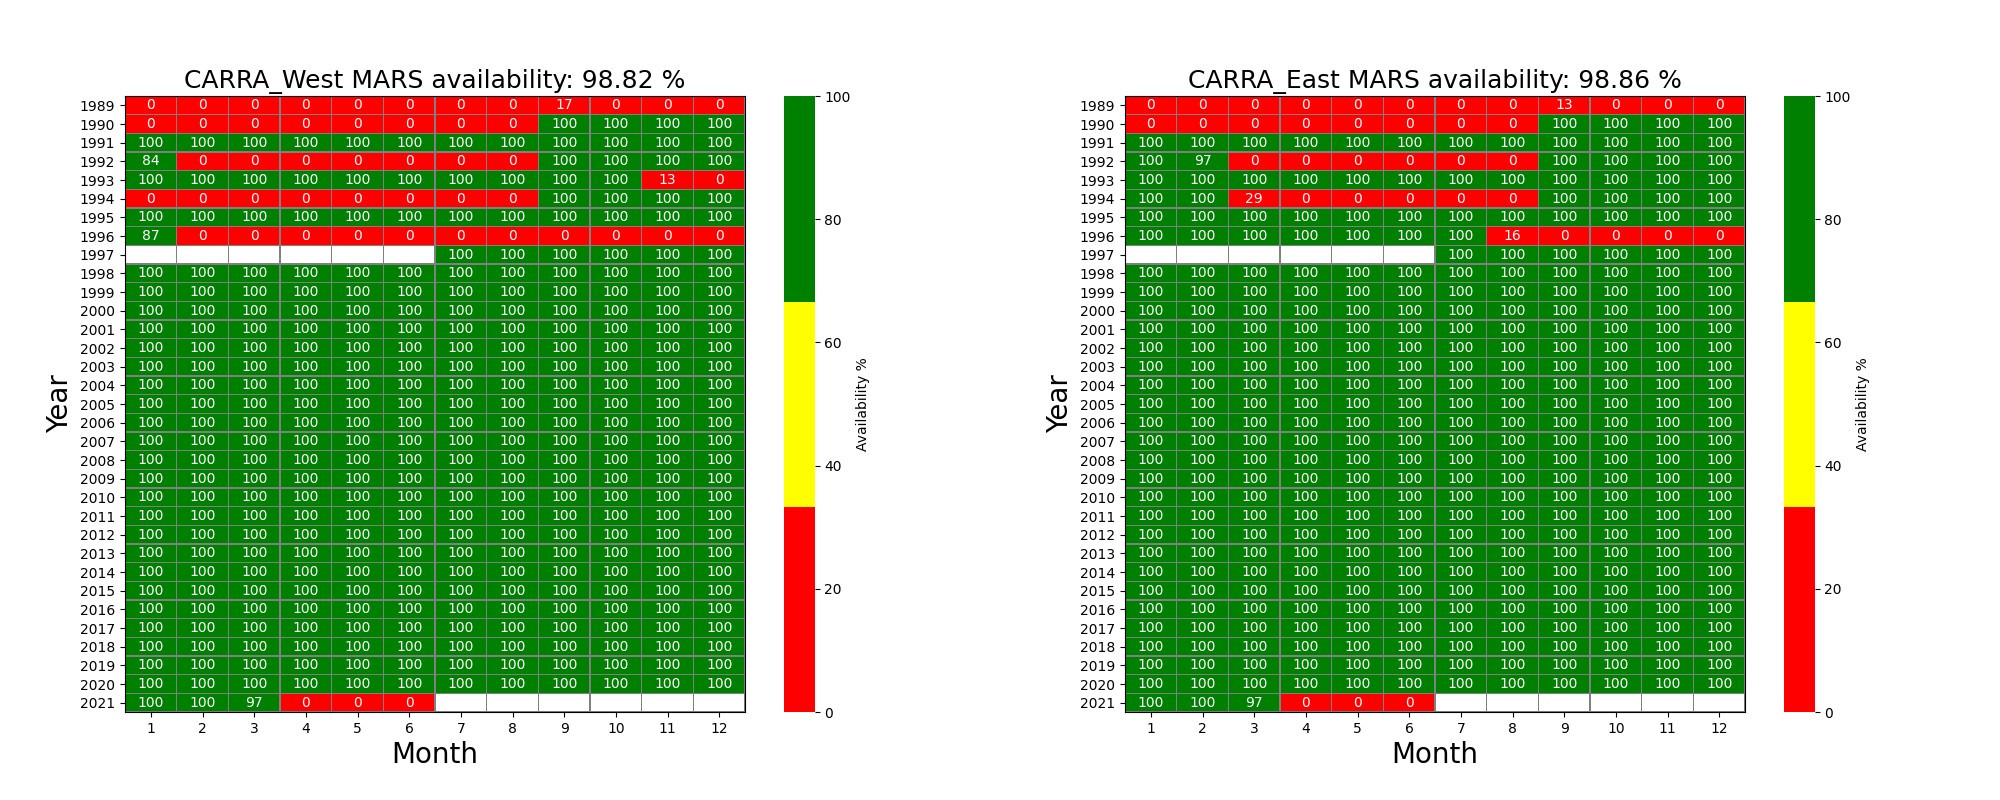 CARRA_West MARS availability: 98.82 %
Year
1989 0 0 0 0 0 0 0 0 17 0 0 0
1990 0 0 0 0 0 0 0 0 100 100 100 100
1991 100 100 100 100 100 100 100 100 100 100 100 100
1992 84 0 0 0 0 0 0 0 100 100 100 100
1993 100 100 100 100 100 100 100 100 100 100 13 0
1994 0 0 0 0 0 0 0 0 100 100 100 100
1995 100 100 100 100 100 100 100 100 100 100 100 100
1996 87 0 0 0 0 0 0 0 0 0 0 0
1997 100 100 100 100 100 100
1998 100 100 100 100 100 100 100 100 100 100 100 100
1999 100 100 100 100 100 100 100 100 100 100 100 100
2000 100 100 100 100 100 100 100 100 100 100 100 100
2001 100 100 100 100 100 100 100 100 100 100 100 100
2002 100 100 100 100 100 100 100 100 100 100 100 100
2003 100 100 100 100 100 100 100 100 100 100 100 100
2004 100 100 100 100 100 100 100 100 100 100 100 100
2005 100 100 100 100 100 100 100 100 100 100 100 100
2006 100 100 100 100 100 100 100 100 100 100 100 100
2007 100 100 100 100 100 100 100 100 100 100 100 100
2008 100 100 100 100 100 100 100 100 100 100 100 100
2009 100 100 100 100 100 100 100 100 100 100 100 100
2010 100 100 100 100 100 100 100 100 100 100 100 100
2011 100 100 100 100 100 100 100 100 100 100 100 100
2012 100 100 100 100 100 100 100 100 100 100 100 100
2013 100 100 100 100 100 100 100 100 100 100 100 100
2014 100 100 100 100 100 100 100 100 100 100 100 100
2015 100 100 100 100 100 100 100 100 100 100 100 100
2016 100 100 100 100 100 100 100 100 100 100 100 100
2017 100 100 100 100 100 100 100 100 100 100 100 100
2018 100 100 100 100 100 100 100 100 100 100 100 100
2019 100 100 100 100 100 100 100 100 100 100 100 100
2020 100 100 100 100 100 100 100 100 100 100 100 100
2021 100 100 97 0 0 0
1 2 3 4 5 6 7 8 9 10 11 12
Month
100
80
60
40
20
0
Availability %
CARRA_East MARS availability: 98.86 %
Year
1989 0 0 0 0 0 0 0 0 13 0 0 0
1990 0 0 0 0 0 0 0 0 100 100 100 100
1991 100 100 100 100 100 100 100 100 100 100 100 100
1992 100 97 0 0 0 0 0 0 100 100 100 100
1993 100 100 100 100 100 100 100 100 100 100 100 100
1994 100 100 29 0 0 0 0 0 100 100 100 100
1995 100 100 100 100 100 100 100 100 100 100 100 100
1996 100 100 100 100 100 100 100 16 0 0 0 0
1997 100 100 100 100 100 100
1998 100 100 100 100 100 100 100 100 100 100 100 100
1999 100 100 100 100 100 100 100 100 100 100 100 100
2000 100 100 100 100 100 100 100 100 100 100 100 100
2001 100 100 100 100 100 100 100 100 100 100 100 100
2002 100 100 100 100 100 100 100 100 100 100 100 100
2003 100 100 100 100 100 100 100 100 100 100 100 100
2004 100 100 100 100 100 100 100 100 100 100 100 100
2005 100 100 100 100 100 100 100 100 100 100 100 100
2006 100 100 100 100 100 100 100 100 100 100 100 100
2007 100 100 100 100 100 100 100 100 100 100 100 100
2008 100 100 100 100 100 100 100 100 100 100 100 100
2009 100 100 100 100 100 100 100 100 100 100 100 100
2010 100 100 100 100 100 100 100 100 100 100 100 100
2011 100 100 100 100 100 100 100 100 100 100 100 100
2012 100 100 100 100 100 100 100 100 100 100 100 100
2013 100 100 100 100 100 100 100 100 100 100 100 100
2014 100 100 100 100 100 100 100 100 100 100 100 100
2015 100 100 100 100 100 100 100 100 100 100 100 100
2016 100 100 100 100 100 100 100 100 100 100 100 100
2017 100 100 100 100 100 100 100 100 100 100 100 100
2018 100 100 100 100 100 100 100 100 100 100 100 100
2019 100 100 100 100 100 100 100 100 100 100 100 100
2020 100 100 100 100 100 100 100 100 100 100 100 100
2021 100 100 97 0 0 0
1 2 3 4 5 6 7 8 9 10 11 12
Month
100
80
60
40
20
0
Availability %